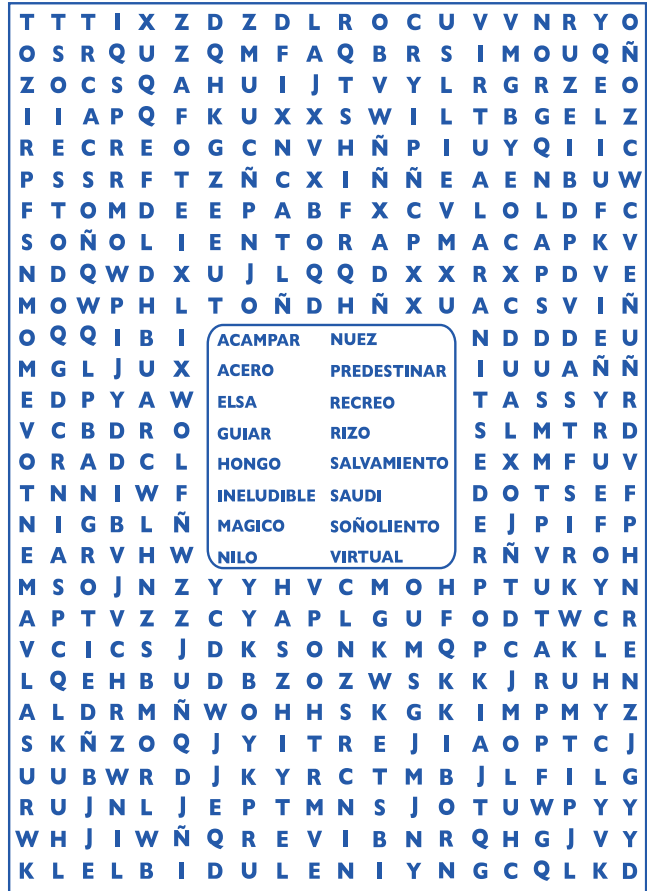 T T T I X Z D Z D L R O C U V V N R Y O
O S R Q U Z Q M F A Q B R S I M O U Q Ñ
Z O C S Q A H U I J T V Y L R G R Z E O
I I A P Q F K U X X S W I L T B G E L Z
R E C R E O G C N V H Ñ P I U Y Q I I C
P S S R F T Z Ñ C X I Ñ Ñ E A E N B U W
F T O M D E E P A B F X C V L O L D F C
S O Ñ O L I E N T O R A P M A C A P K V
N D Q W D X U J L Q Q D X X R X P D V E
M O W P H L T O Ñ D H Ñ X U A C S V I Ñ
O Q Q I B I ACAMPAR NUEZ N D D D E U
M G L J U X ACERO PREDESTINAR I U U A Ñ Ñ
E D P Y A W ELSA RECREO T A S S Y R
V C B D R O GUIAR RIZO S L M T R D
O R A D C L HONGO SALVAMIENTO E X M F U V
T N N I W F INELUDIBLE SAUDI D O T S E F
N I G B L Ñ MAGICO SOÑOLIENTO E J P I F P
E A R V H W NILO VIRTUAL R Ñ V R O H
M S O J N Z Y Y H V C M O H P T U K Y N
A P T V Z Z C Y A P L G U F O D T W C R
V C I C S J D K S O N K M Q P C A K L E
L Q E H B U D B Z O Z W S K K J R U H N
A L D R M Ñ W O H H S K G K I M P M Y Z
S K Ñ Z O Q J Y I T R E J I A O P T C J
U U B W R D J K Y R C T M B J L F I L G
R U J N L J E P T M N S J O T U W P Y Y
W H J I W Ñ Q R E V I B N R Q H G J V Y
K L E L B I D U L E N I Y N G C Q L K D